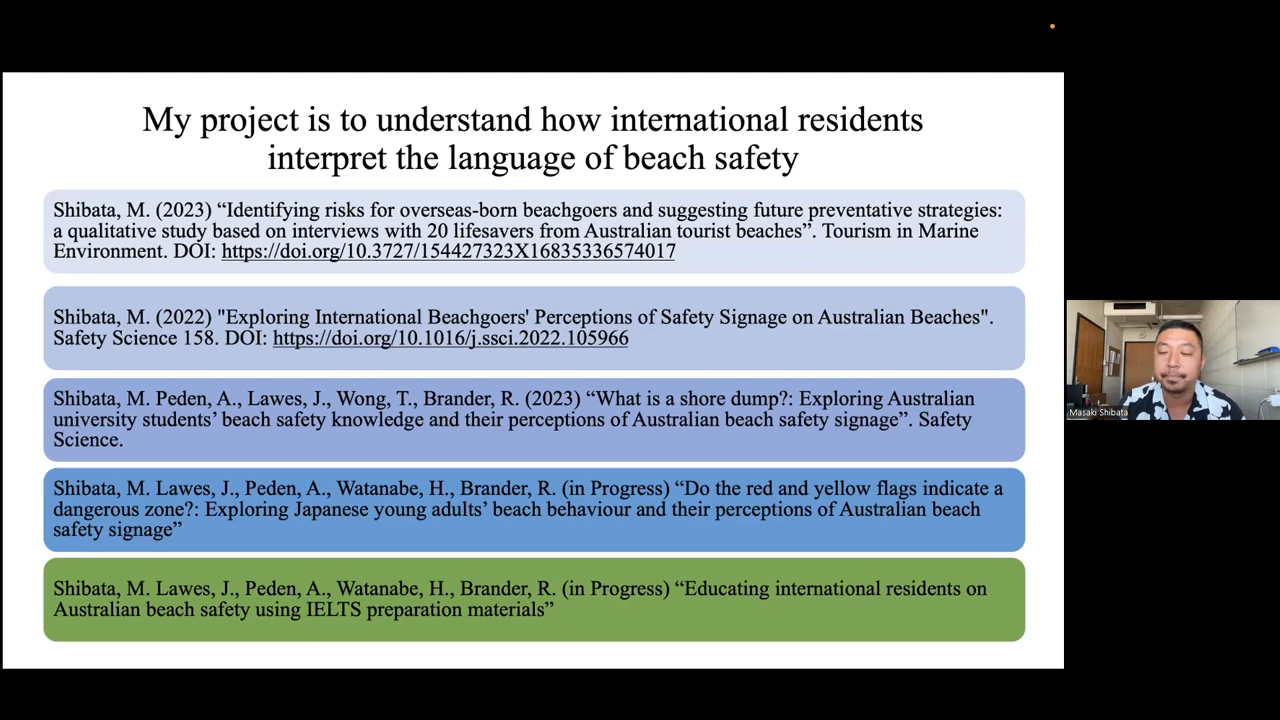 My project is to understand how international residents
interpret the language of beach safety
Shibata, M. (2023) “Identifying risks for overseas-born beachgoers and suggesting future preventative strategies:
a qualitative study based on interviews with 20 lifesavers from Australian tourist beaches”. Tourism in Marine
Environment. DOI: https://doi.org/10.3727/154427323X16835336574017
Shibata, M. (2022) "Exploring International Beachgoers' Perceptions of Safety Signage on Australian Beaches".
Safety Science 158. DOI: https://doi.org/10.1016/j.ssci.2022.105966
Shibata, M. Peden, A., Lawes, J., Wong, T., Brander, R. (2023) “What is a shore dump?: Exploring Australian
university students’ beach safety knowledge and their perceptions of Australian beach safety signage”. Safety
Science.
Shibata, M. Lawes, J., Peden, A., Watanabe, H., Brander, R. (in Progress) “Do the red and yellow flags indicate a
dangerous zone?: Exploring Japanese young adults’ beach behaviour and their perceptions of Australian beach
safety signage”
Shibata, M. Lawes, J., Peden, A., Watanabe, H., Brander, R. (in Progress) “Educating international residents on
Australian beach safety using IELTS preparation materials”
Masaki Shibata